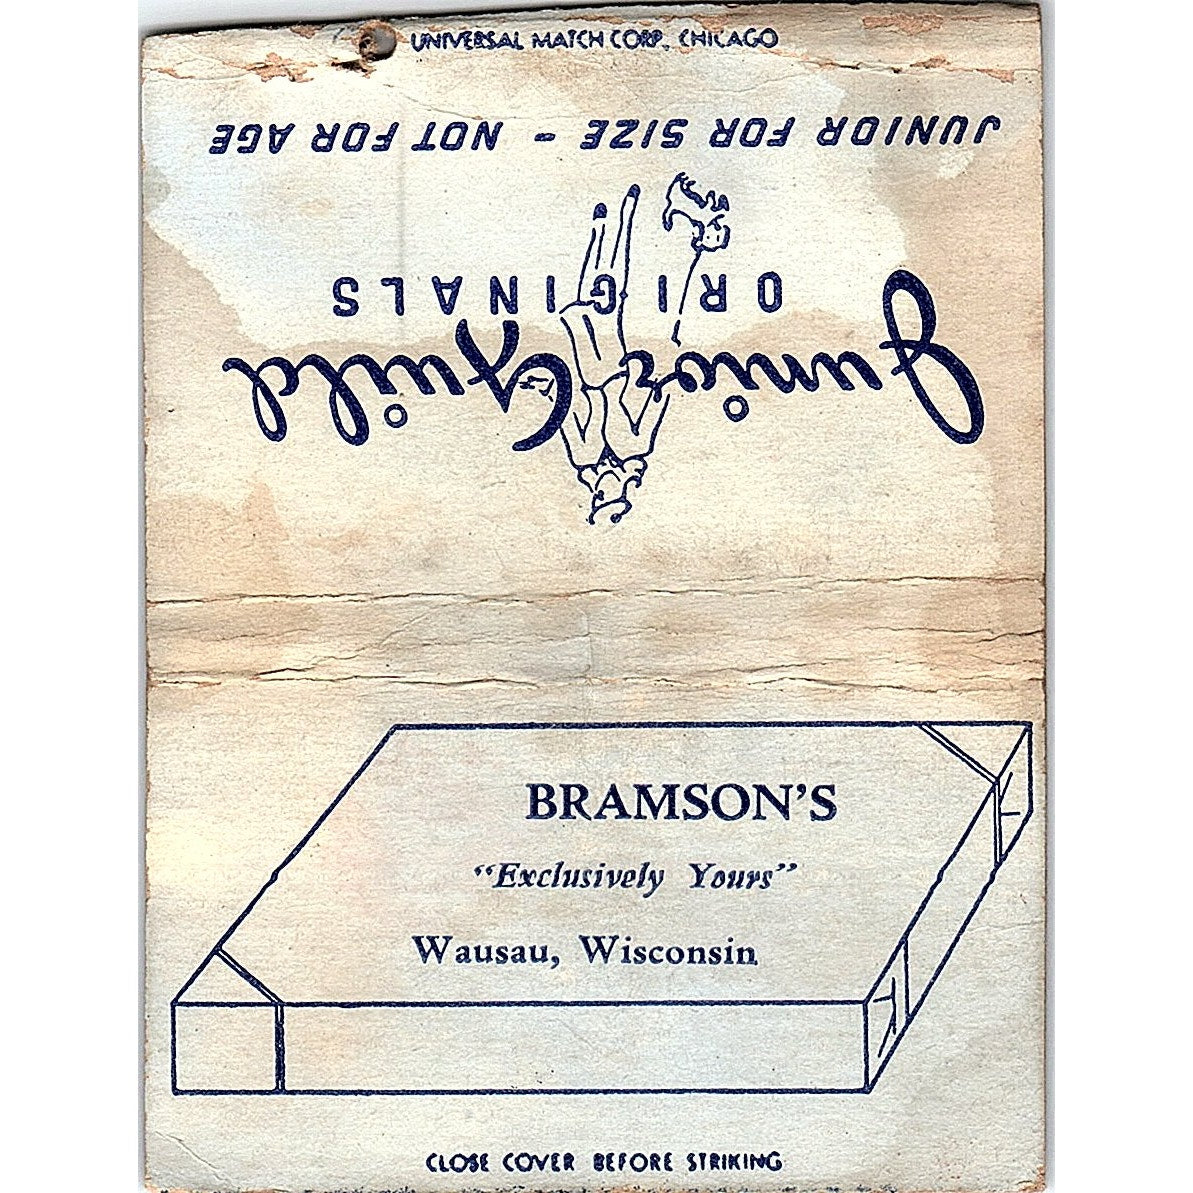 UNIVERSAL MATCH CORP., CHICAGO
Junior Guild
ORIGINALS
JUNIOR FOR SIZE - NOT FOR AGE
BRAMSON'S
"Exclusively Yours"
Wausau, Wisconsin
CLOSE COVER BEFORE STRIKING